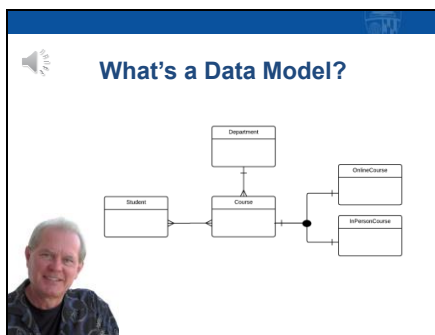 What's a Data Model?
Department
OnlineCourse
Student
Course
InPersonCourse